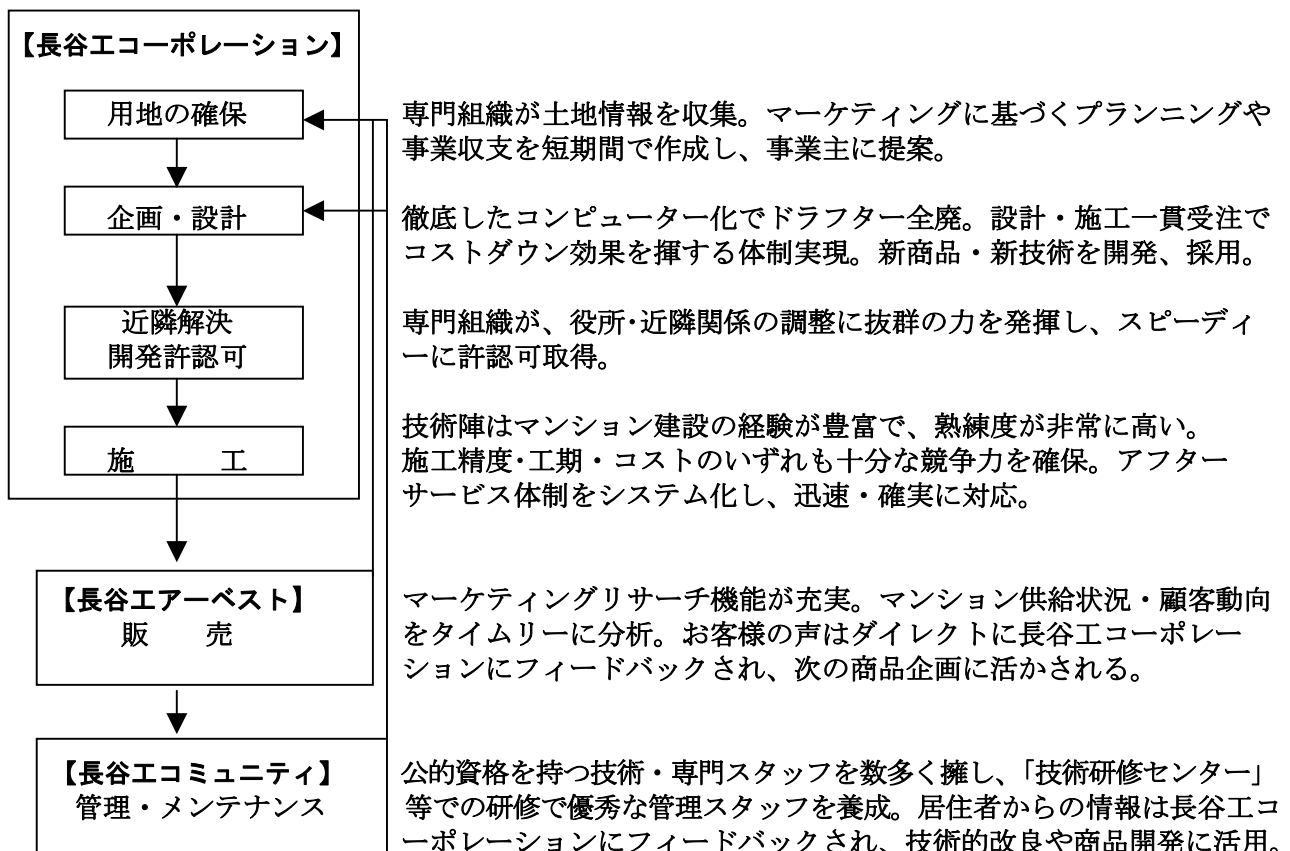 【長谷工コーポレーション】
用地の確保
専門組織が土地情報を収集。マーケティングに基づくプランニングや
事業収支を短期間で作成し、事業主に提案。
企画・設計
徹底したコンピューター化でドラフター全廃。設計・施工一貫受注で
コストダウン効果を揮する体制実現。新商品・新技術を開発、採用。
近隣解決
開発許認可
専門組織が、役所・近隣関係の調整に抜群の力を発揮し、スピーディ
ーに許認可取得。
施　　工
技術陣はマンション建設の経験が豊富で、熟練度が非常に高い。
施工精度・工期・コストのいずれも十分な競争力を確保。アフター
サービス体制をシステム化し、迅速・確実に対応。
【長谷工アーベスト】
販　　売
マーケティングリサーチ機能が充実。マンション供給状況・顧客動向
をタイムリーに分析。お客様の声はダイレクトに長谷工コーポレー
ションにフィードバックされ、次の商品企画に活かされる。
【長谷工コミュニティ】
管理・メンテナンス
公的資格を持つ技術・専門スタッフを数多く擁し、「技術研修センター」
等での研修で優秀な管理スタッフを養成。居住者からの情報は長谷工コ
ーポレーションにフィードバックされ、技術的改良や商品開発に活用。